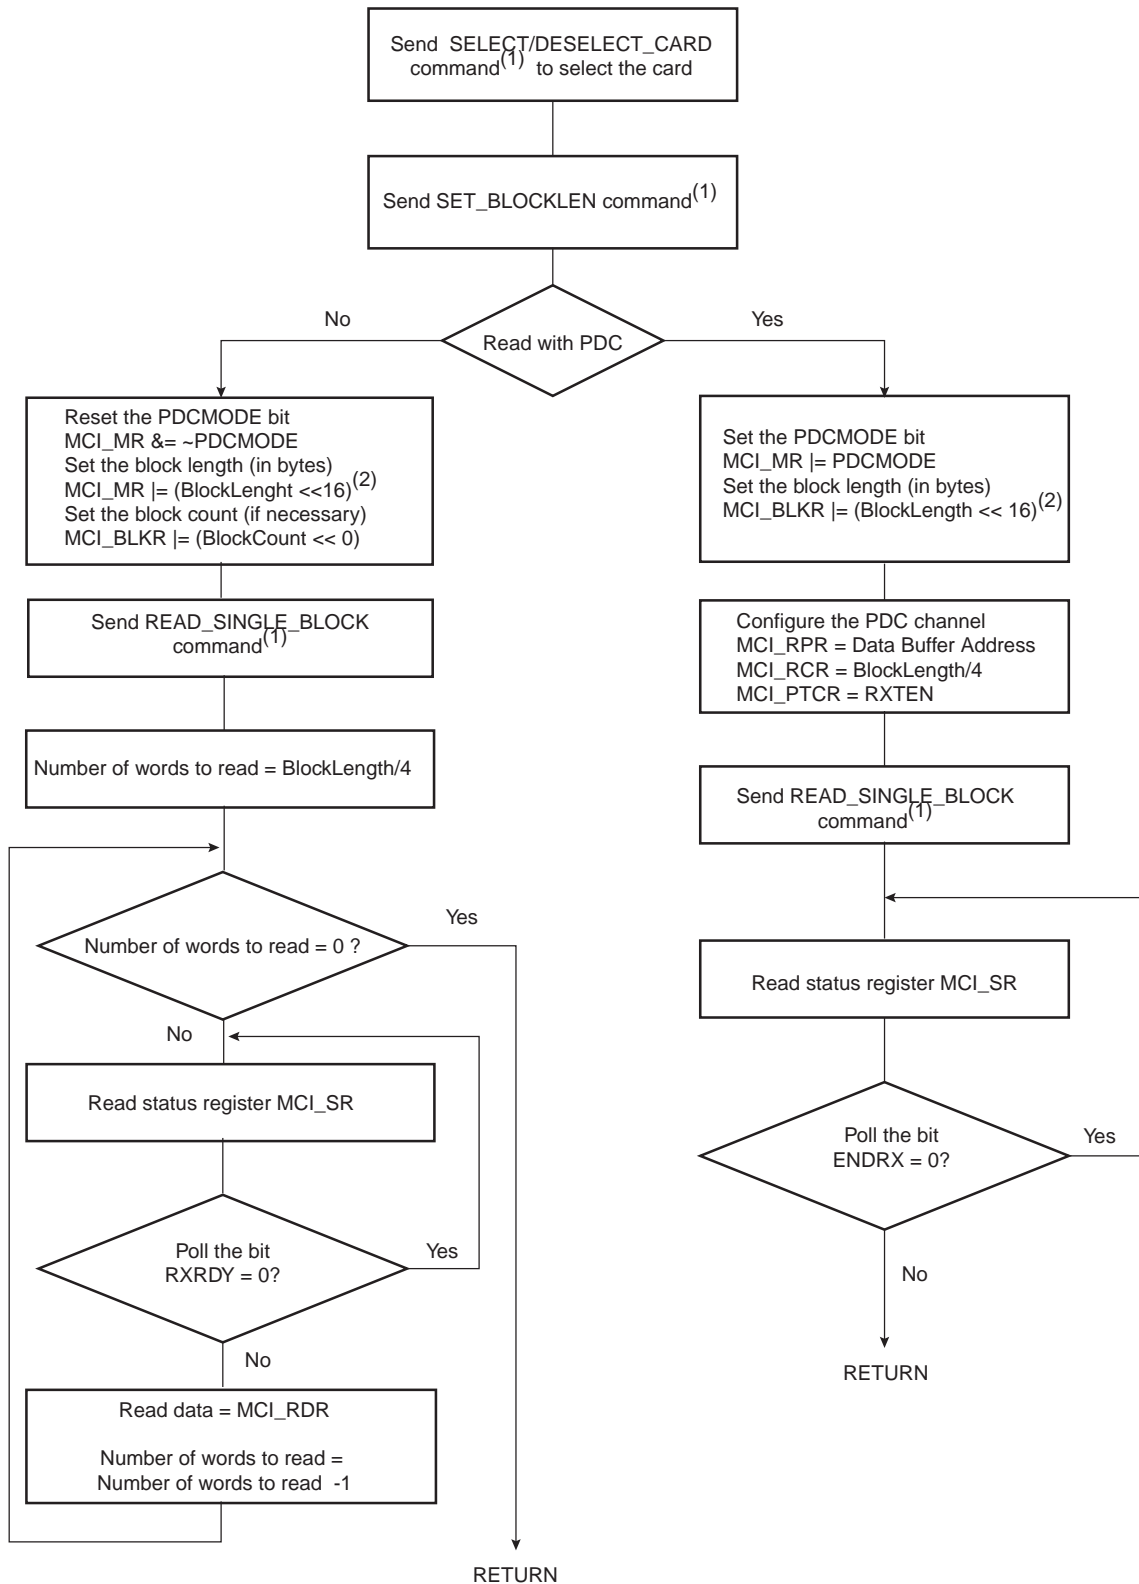 Send SELECT/DESELECT_CARD
command(1) to select the card
Send SET_BLOCKLEN command(1)
No
Yes
Read with PDC
Reset the PDCMODE bit
MCI_MR &= ~PDCMODE
Set the block length (in bytes)
MCI_MR |= (BlockLenght <<16)(2)
Set the block count (if necessary)
MCI_BLKR |= (BlockCount << 0)
Send READ_SINGLE_BLOCK
command(1)
Number of words to read = BlockLength/4
Number of words to read = 0 ?
Yes
No
Read status register MCI_SR
Poll the bit
RXRDY = 0?
Yes
No
Read data = MCI_RDR
Number of words to read =
Number of words to read -1
RETURN
Set the PDCMODE bit
MCI_MR |= PDCMODE
Set the block length (in bytes)
MCI_BLKR |= (BlockLength << 16)(2)
Configure the PDC channel
MCI_RPR = Data Buffer Address
MCI_RCR = BlockLength/4
MCI_PTCR = RXTEN
Send READ_SINGLE_BLOCK
command(1)
Read status register MCI_SR
Poll the bit
ENDRX = 0?
Yes
No
RETURN